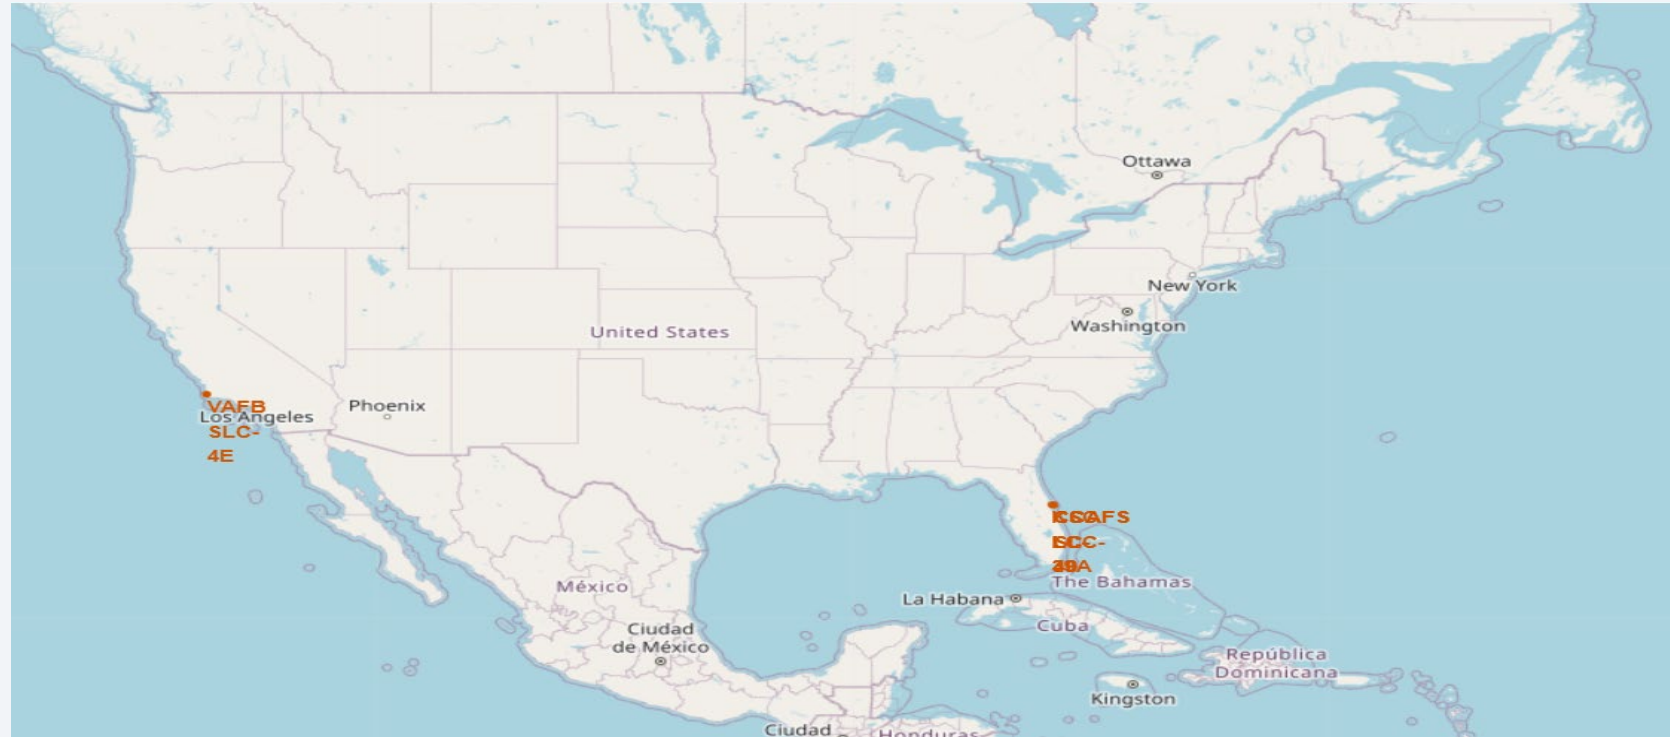 Ottawa
New York
Washington
United States
VAFB
Los Angeles
SLC-
4E
Phoenix
The Bahamas
La Habana
México
Cuba
Ciudad
de México
República
Dominicana
Kingston
Ciudad
Honduras